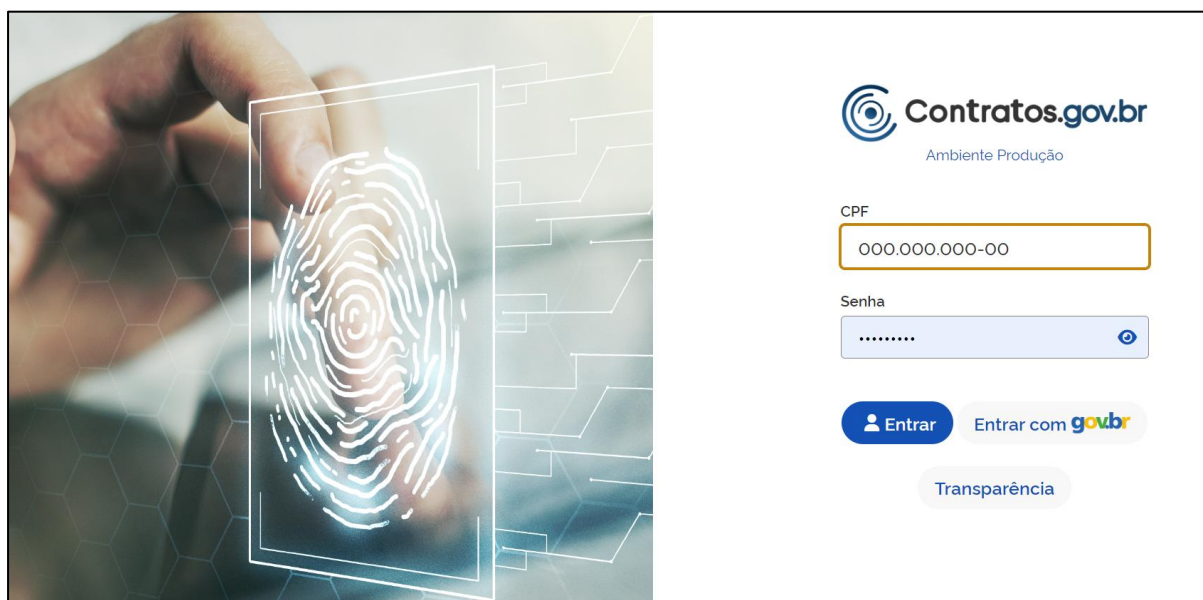 Contratos.gov.br
Ambiente Produção
CPF
000.000.000-00
Senha
•••••••••
Entrar
Entrar com gov.br
Transparência